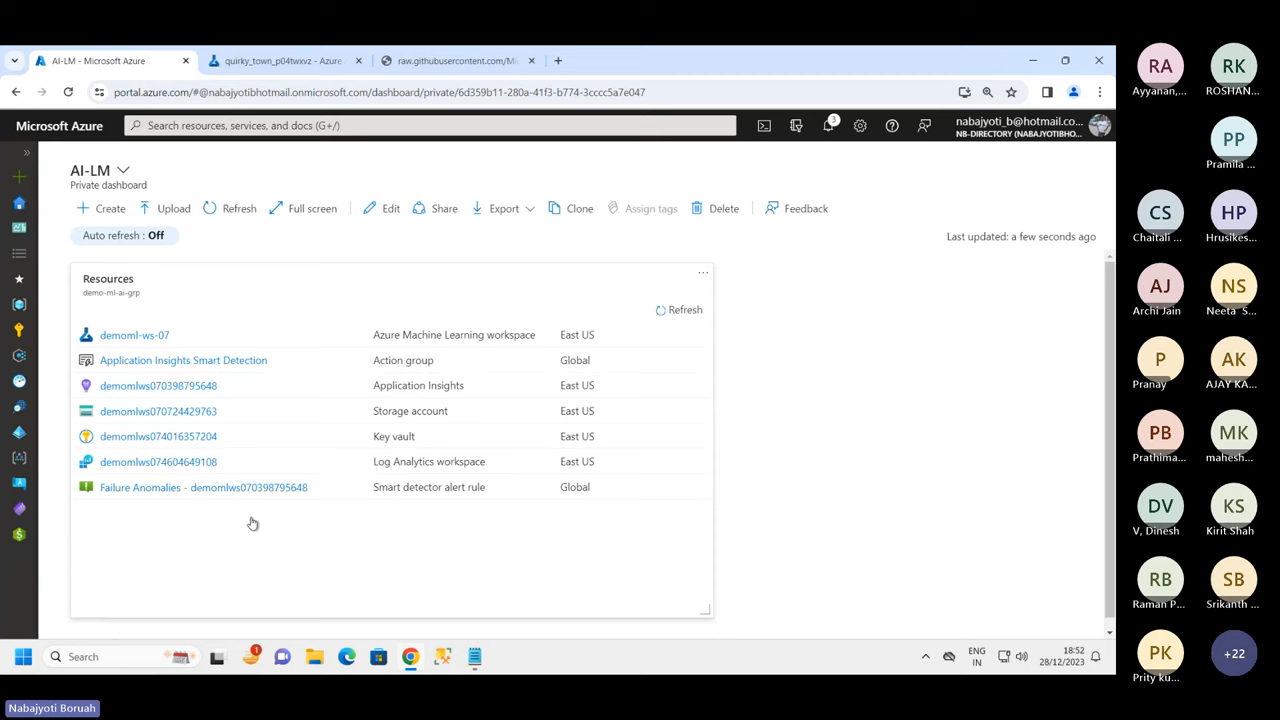 AI-LM - Microsoft Azure
quirky_town_p04twxvz - Azure
raw.githubusercontent.com/Mi
portal.azure.com/#@nabajyotibhotmail.onmicrosoft.com/dashboard/private/6d359b11-280a-41f3-b774-3cccc5a7e047
Microsoft Azure
Search resources, services, and docs (G+/)
3
nabajyoti_b@hotmail.co...
NB-DIRECTORY (NABAJYOTIBHO...
AI-LM
Private dashboard
Create
Upload
Refresh
Full screen
Edit
Share
Export
Clone
Assign tags
Delete
Feedback
Auto refresh : Off
Last updated: a few seconds ago
Resources
demo-ml-ai-grp
Refresh
demoml-ws-07 Azure Machine Learning workspace East US
Application Insights Smart Detection Action group Global
demomlws070398795648 Application Insights East US
demomlws070724429763 Storage account East US
demomlws074016357204 Key vault East US
demomlws074604649108 Log Analytics workspace East US
Failure Anomalies - demomlws070398795648 Smart detector alert rule Global
Search
1
ENG
IN
18:52
28/12/2023
Nabajyoti Boruah
RA
Ayyanan,...
RK
ROSHAN...
PP
Pramila ...
CS
Chaitali ...
HP
Hrusikes...
AJ
Archi Jain
NS
Neeta S...
P
Pranay
AK
AJAY KA...
PB
Prathima...
MK
mahesh...
DV
V, Dinesh
KS
Kirit Shah
RB
Raman P...
SB
Srikanth ...
PK
Prity ku...
+22